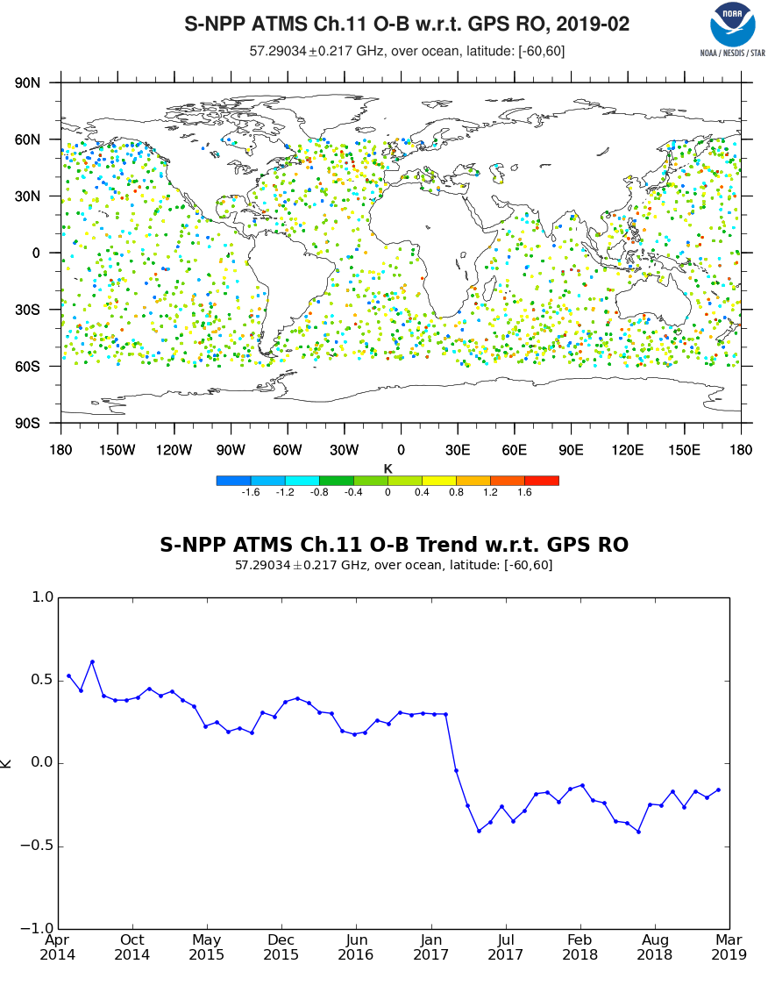 S-NPP ATMS Ch.11 O-B w.r.t. GPS RO, 2019-02
57.29034±0.217 GHz, over ocean, latitude: [-60,60]
NOAA
NOAA / NESDIS / STAR
90N
60N
30N
0
30S
60S
90S
180 150W 120W 90W 60W 30W 0 30E 60E 90E 120E 150E 180
K
-1.6 -1.2 -0.8 -0.4 0 0.4 0.8 1.2 1.6
S-NPP ATMS Ch.11 O-B Trend w.r.t. GPS RO
57.29034±0.217 GHz, over ocean, latitude: [-60,60]
1.0
0.5
0.0
K
−0.5
−1.0
Apr Oct May Dec Jun Jan Jul Feb Aug Mar
2014 2014 2015 2015 2016 2017 2017 2018 2018 2019